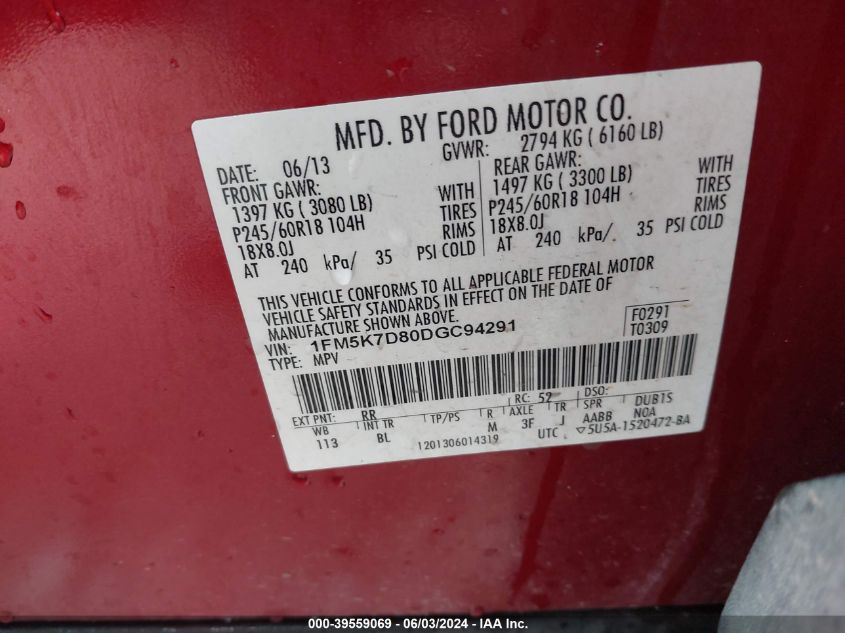 MFD. BY FORD MOTOR CO.
DATE: 06/13 GVWR: 2794 KG ( 6160 LB)
FRONT GAWR: REAR GAWR:
1397 KG ( 3080 LB) WITH 1497 KG ( 3300 LB) WITH
P245/60R18 104H TIRES P245/60R18 104H TIRES
18X8.0J RIMS 18X8.0J RIMS
AT 240 kPa/ 35 PSI COLD AT 240 kPa/ 35 PSI COLD
THIS VEHICLE CONFORMS TO ALL APPLICABLE FEDERAL MOTOR
VEHICLE SAFETY STANDARDS IN EFFECT ON THE DATE OF
MANUFACTURE SHOWN ABOVE.
VIN: 1FM5K7D80DGC94291 F0291
TYPE: MPV T0309
EXT PNT: RR RC: 52 DSO:
WB INT TR TP/PS R AXLE TR SPR DUB1S
113 BL M 3F J AABB NOA
1201306014319 UTC ▽5U5A-1520472-BA
000-39559069 / 06/03/2024 / IAA Inc.